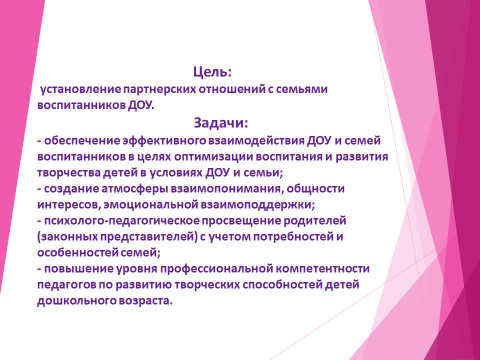 Цель:
установление партнерских отношений с семьями
воспитанников ДОУ.
Задачи:
- обеспечение эффективного взаимодействия ДОУ и семей
воспитанников в целях оптимизации воспитания и развития
творчества детей в условиях ДОУ и семьи;
- создание атмосферы взаимопонимания, общности
интересов, эмоциональной взаимоподдержки;
- психолого-педагогическое просвещение родителей
(законных представителей) с учетом потребностей и
особенностей семей;
- повышение уровня профессиональной компетентности
педагогов по развитию творческих способностей детей
дошкольного возраста.